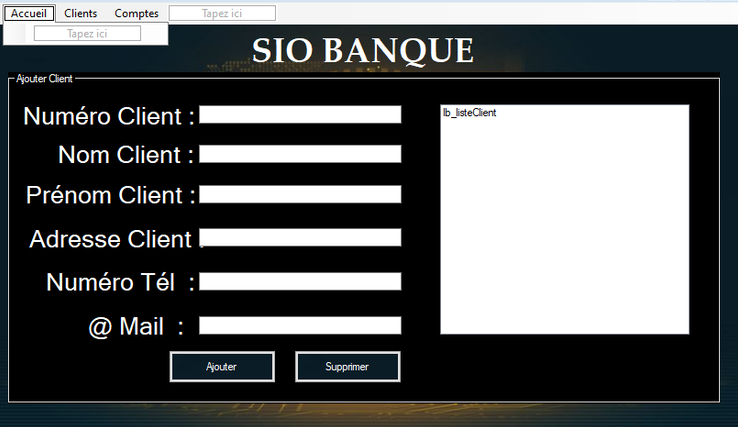 Accueil Clients Comptes Tapez ici
Tapez ici
SIO BANQUE
Ajouter Client
Numéro Client :
lb_listeClient
Nom Client :
Prénom Client :
Adresse Client :
Numéro Tél :
@ Mail :
Ajouter Supprimer